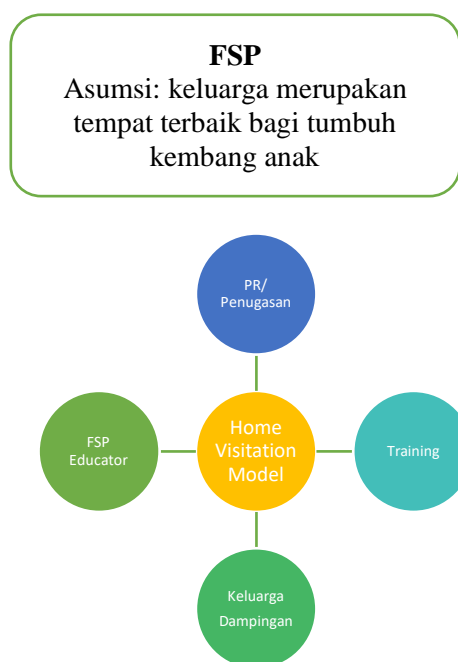 FSP
Asumsi: keluarga merupakan
tempat terbaik bagi tumbuh
kembang anak
PR/
Penugasan
FSP
Educator
Home
Visitation
Model
Training
Keluarga
Dampingan